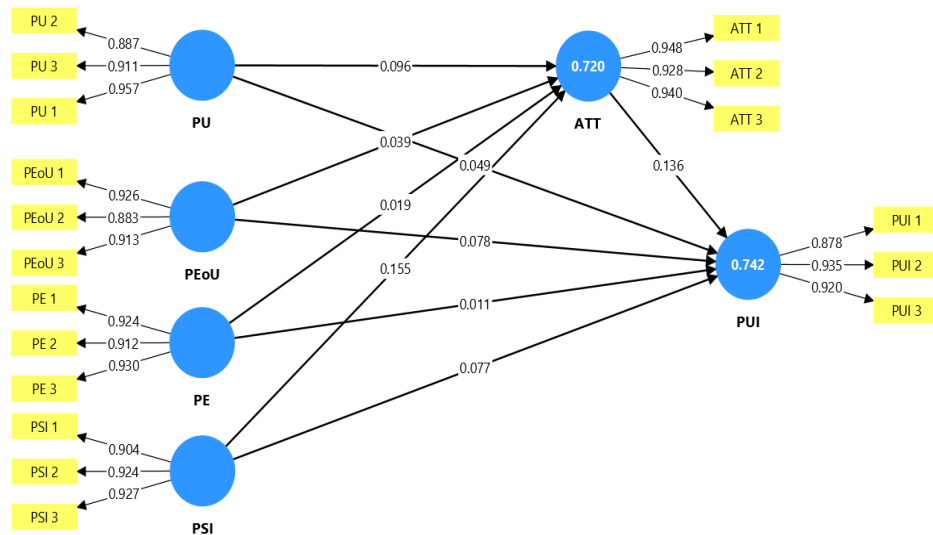 PU 2
0.887
PU 3
0.911
PU 1
0.957
PU
PEoU 1
0.926
PEoU 2
0.883
PEoU 3
0.913
PEoU
PE 1
0.924
PE 2
0.912
PE 3
0.930
PE
PSI 1
0.904
PSI 2
0.924
PSI 3
0.927
PSI
0.096
0.039
0.049
0.019
0.078
0.155
0.011
0.077
0.720
ATT
0.948
ATT 1
0.928
ATT 2
0.940
ATT 3
0.136
0.742
PUI
0.878
PUI 1
0.935
PUI 2
0.920
PUI 3